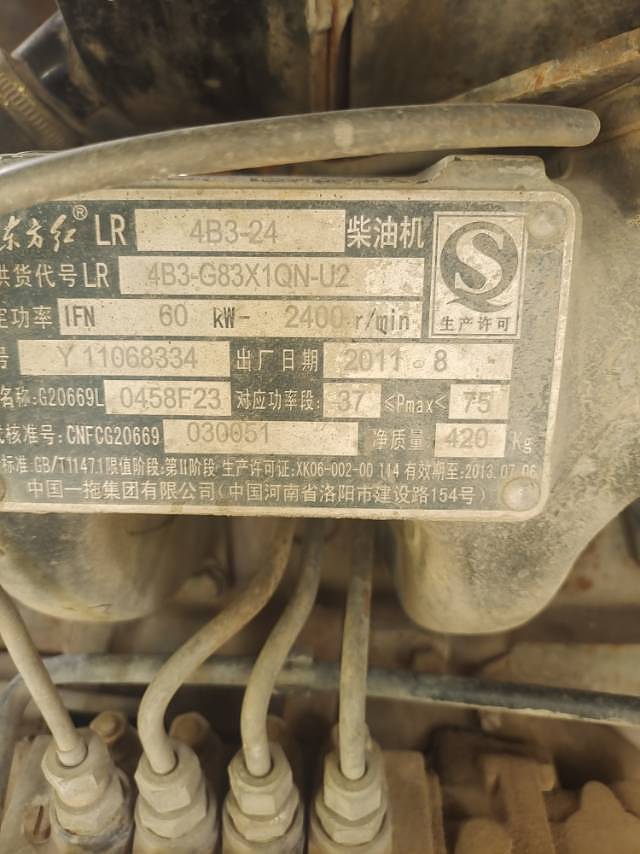 东方红® LR 4B3-24 柴油机
供货代号 LR 4B3-G83X1QN-U2
定功率 IFN 60 kW- 2400 r/min
生产许可
号 Y11068334 出厂日期 2011-8
名称:G20669L 0458F23 对应功率段: 37 ≤Pmax< 75
核准号:CNFCG20669 030051 净质量 420 Kg
标准:GB/T1147.1 限值阶段:第II阶段 生产许可证:XK06-002-00114 有效期至:2013.07.06
中国一拖集团有限公司(中国河南省洛阳市建设路154号)